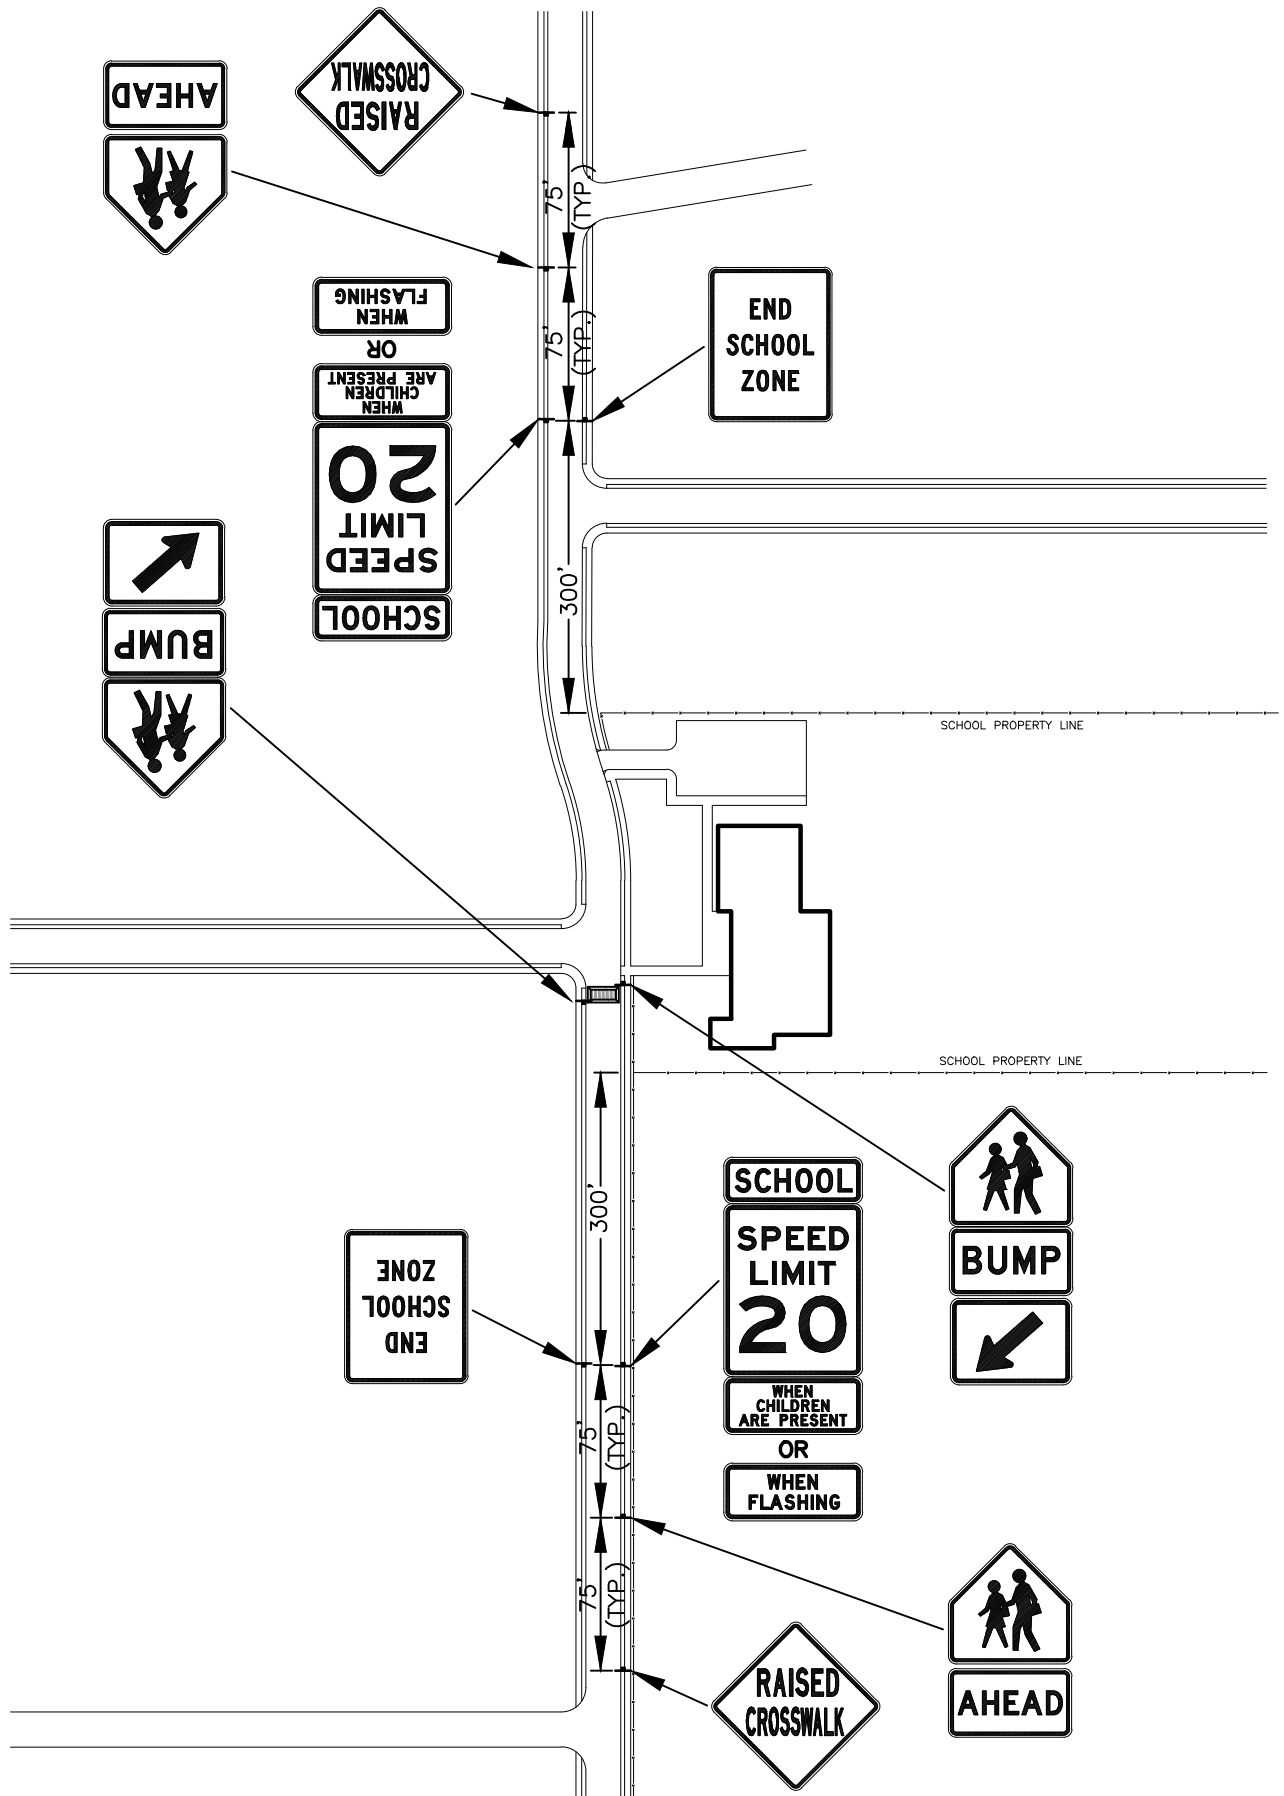 RAISED
CROSSWALK
AHEAD
75'
(TYP.)
WHEN
FLASHING
OR
WHEN
CHILDREN
ARE PRESENT
SPEED
LIMIT
20
SCHOOL
75'
(TYP.)
END
SCHOOL
ZONE
BUMP
300'
SCHOOL PROPERTY LINE
SCHOOL PROPERTY LINE
300'
END
SCHOOL
ZONE
SCHOOL
SPEED
LIMIT
20
WHEN
CHILDREN
ARE PRESENT
OR
WHEN
FLASHING
BUMP
75'
(TYP.)
75'
(TYP.)
RAISED
CROSSWALK
AHEAD